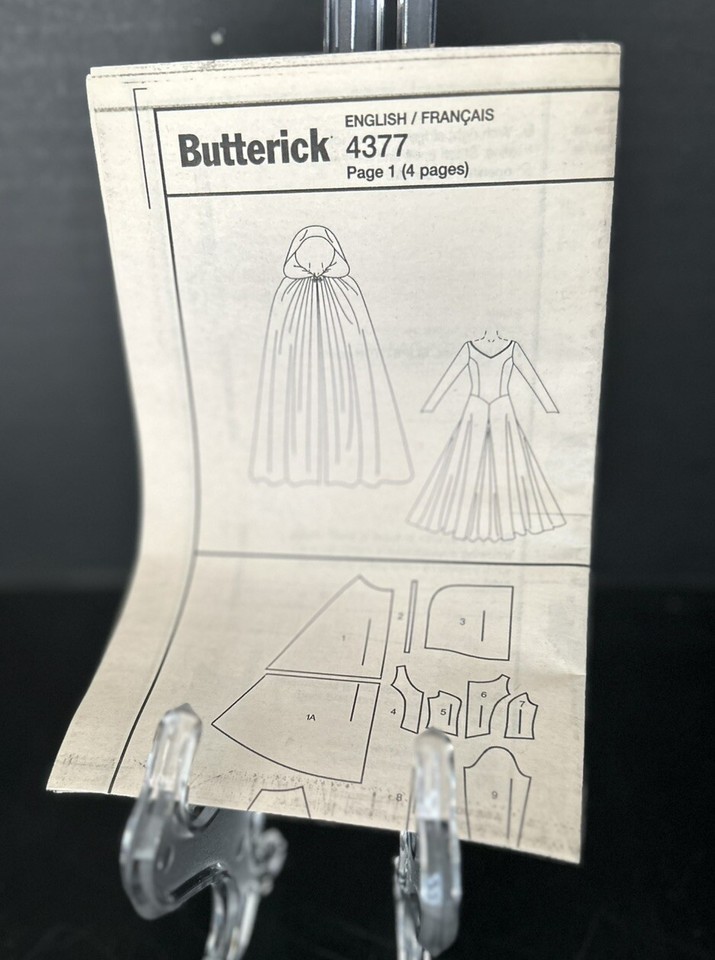 ENGLISH / FRANÇAIS
Butterick 4377
Page 1 (4 pages)
1
2
3
1A
4
5
6
7
8
9